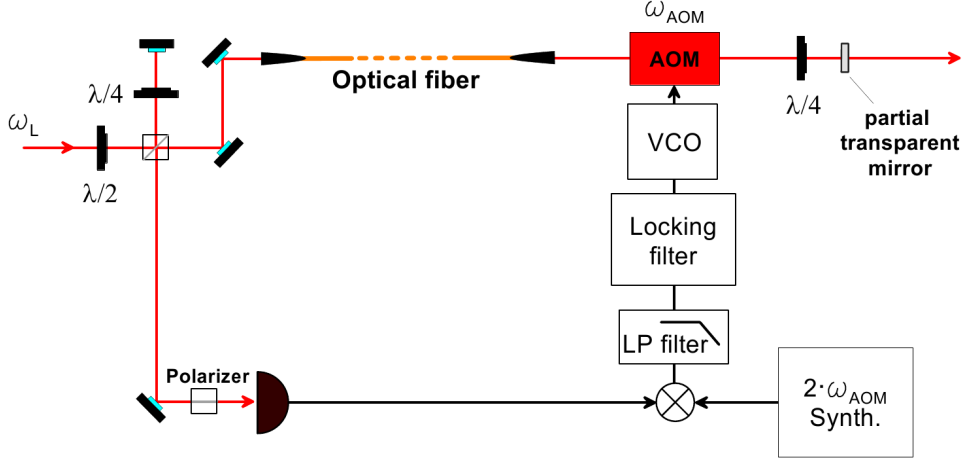 ω_AOM
AOM
Optical fiber
λ/4
λ/4
partial
transparent
mirror
ω_L
VCO
λ/2
Locking
filter
LP filter
Polarizer
2·ω_AOM
Synth.